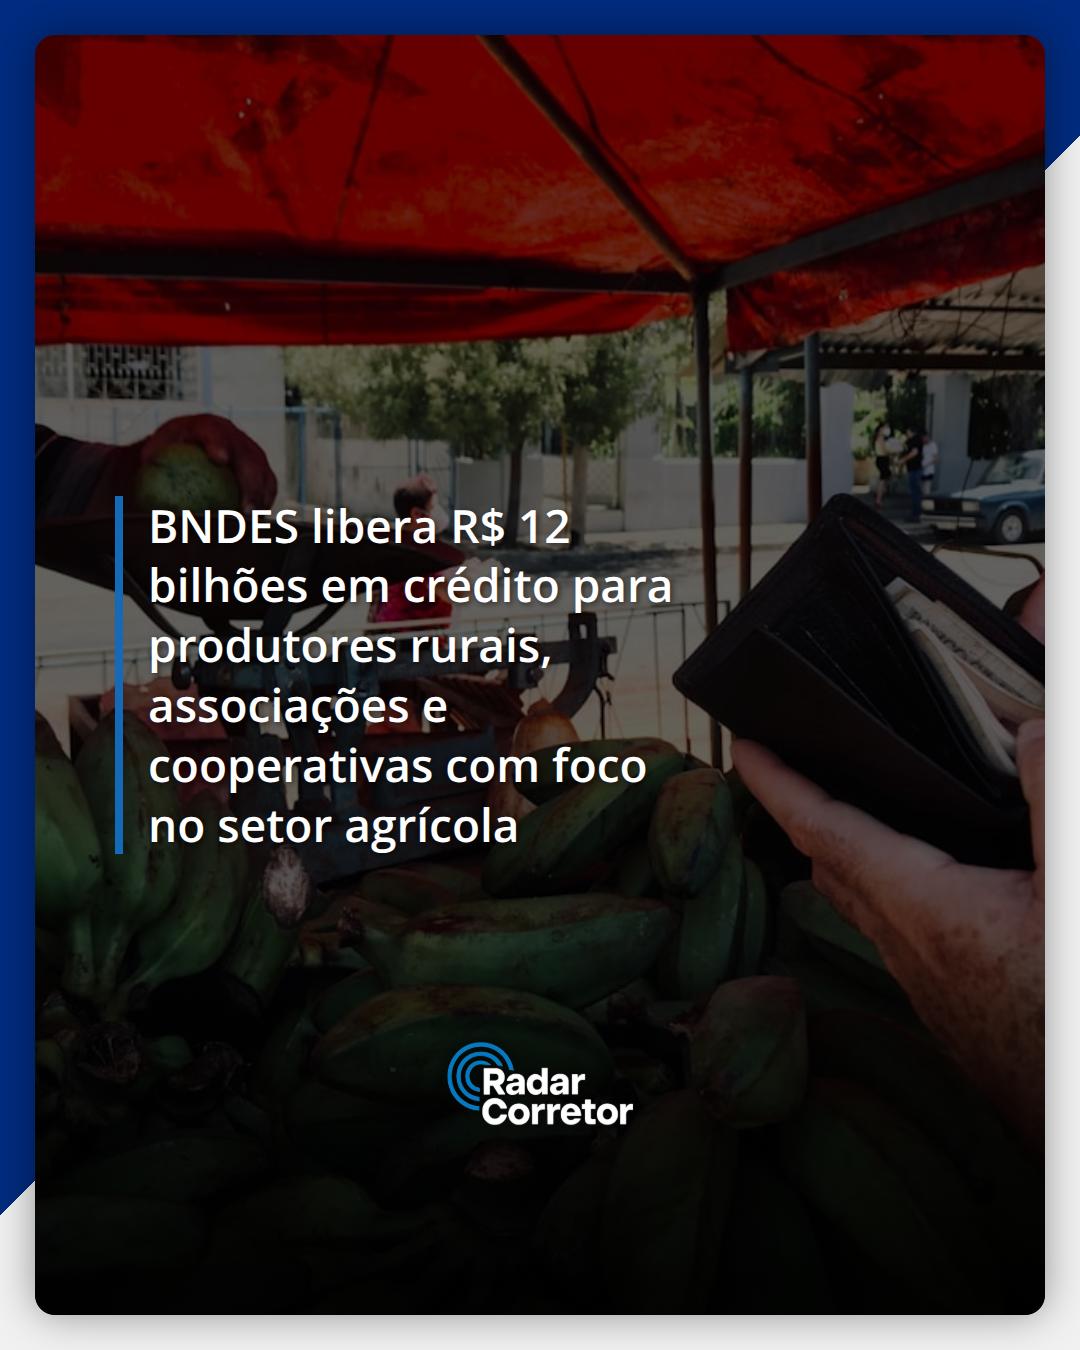 BNDES libera R$ 12
bilhões em crédito para
produtores rurais,
associações e
cooperativas com foco
no setor agrícola
Radar
Corretor